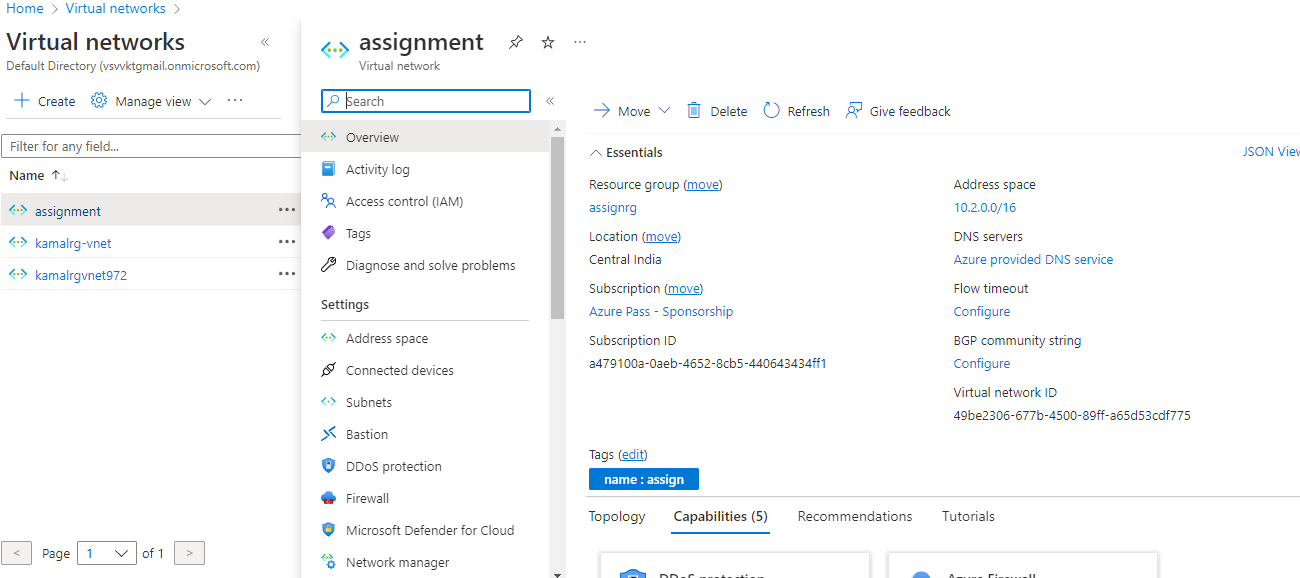 Home > Virtual networks >
Virtual networks
Default Directory (vsvvktgmail.onmicrosoft.com)
Create
Manage view
Filter for any field...
Name
assignment
kamalrg-vnet
kamalrgvnet972
< Page 1 of 1 >
assignment
Virtual network
Search
Overview
Activity log
Access control (IAM)
Tags
Diagnose and solve problems
Settings
Address space
Connected devices
Subnets
Bastion
DDoS protection
Firewall
Microsoft Defender for Cloud
Network manager
Move
Delete
Refresh
Give feedback
Essentials
JSON View
Resource group (move)
assignrg
Location (move)
Central India
Subscription (move)
Azure Pass - Sponsorship
Subscription ID
a479100a-0aeb-4652-8cb5-440643434ff1
Address space
10.2.0.0/16
DNS servers
Azure provided DNS service
Flow timeout
Configure
BGP community string
Configure
Virtual network ID
49be2306-677b-4500-89ff-a65d53cdf775
Tags (edit)
name : assign
Topology
Capabilities (5)
Recommendations
Tutorials
DDoS protection
Azure Firewall